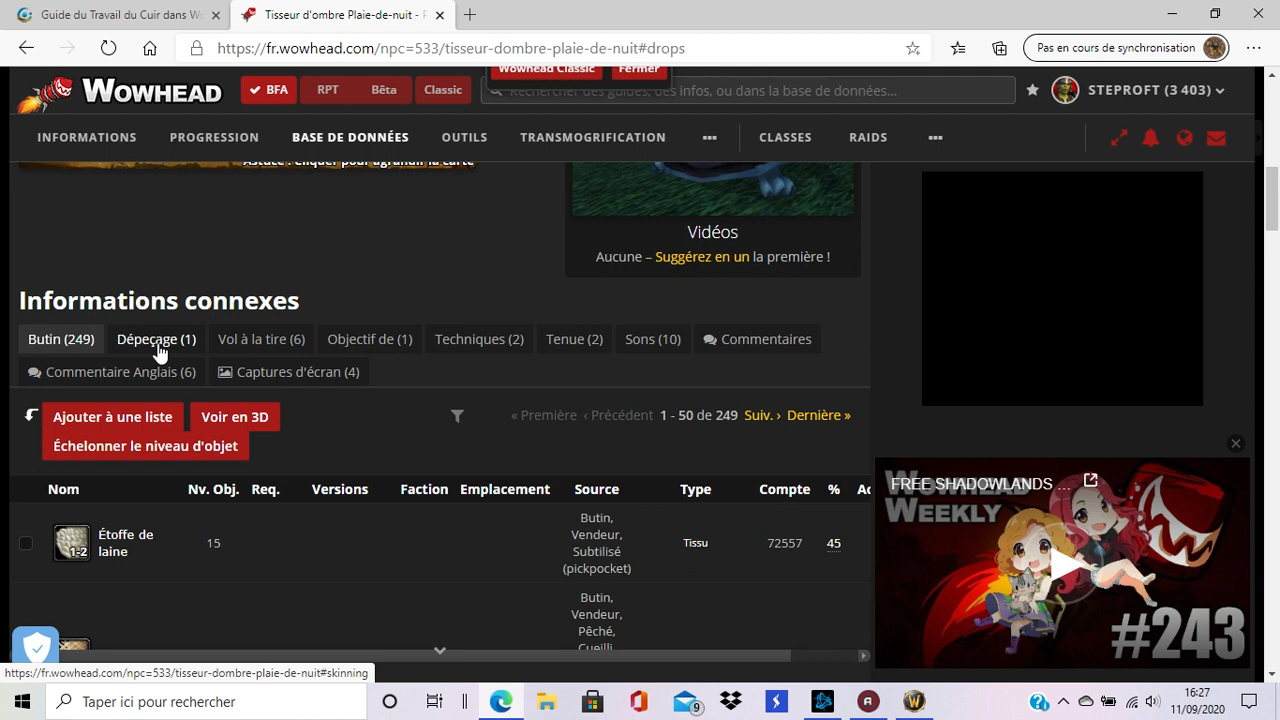 Guide du Travail du Cuir dans W
Tisseur d'ombre Plaie-de-nuit - P
https://fr.wowhead.com/npc=533/tisseur-dombre-plaie-de-nuit#drops
Pas en cours de synchronisation
Wowhead Classic
Fermer
WOWHEAD
BFA
RPT
Bêta
Classic
Rechercher des guides, des infos, ou dans la base de données...
STEPROFT (3 403)
INFORMATIONS
PROGRESSION
BASE DE DONNÉES
OUTILS
TRANSMOGRIFICATION
CLASSES
RAIDS
Astuce : Cliquer pour agrandir la carte
Vidéos
Aucune – Suggérez en un la première !
Informations connexes
Butin (249)
Dépeçage (1)
Vol à la tire (6)
Objectif de (1)
Techniques (2)
Tenue (2)
Sons (10)
Commentaires
Commentaire Anglais (6)
Captures d'écran (4)
Ajouter à une liste
Voir en 3D
« Première ‹ Précédent 1 - 50 de 249 Suiv. › Dernière »
Échelonner le niveau d'objet
Nom
Nv. Obj.
Req.
Versions
Faction
Emplacement
Source
Type
Compte
%
1-2
Étoffe de
laine
15
Butin,
Vendeur,
Subtilisé
(pickpocket)
Tissu
72557
45
Butin,
Vendeur,
Pêché,
Cueilli,
FREE SHADOWLANDS ...
WOWHEAD
WEEKLY
#243
https://fr.wowhead.com/npc=533/tisseur-dombre-plaie-de-nuit#skinning
Taper ici pour rechercher
9
16:27
11/09/2020